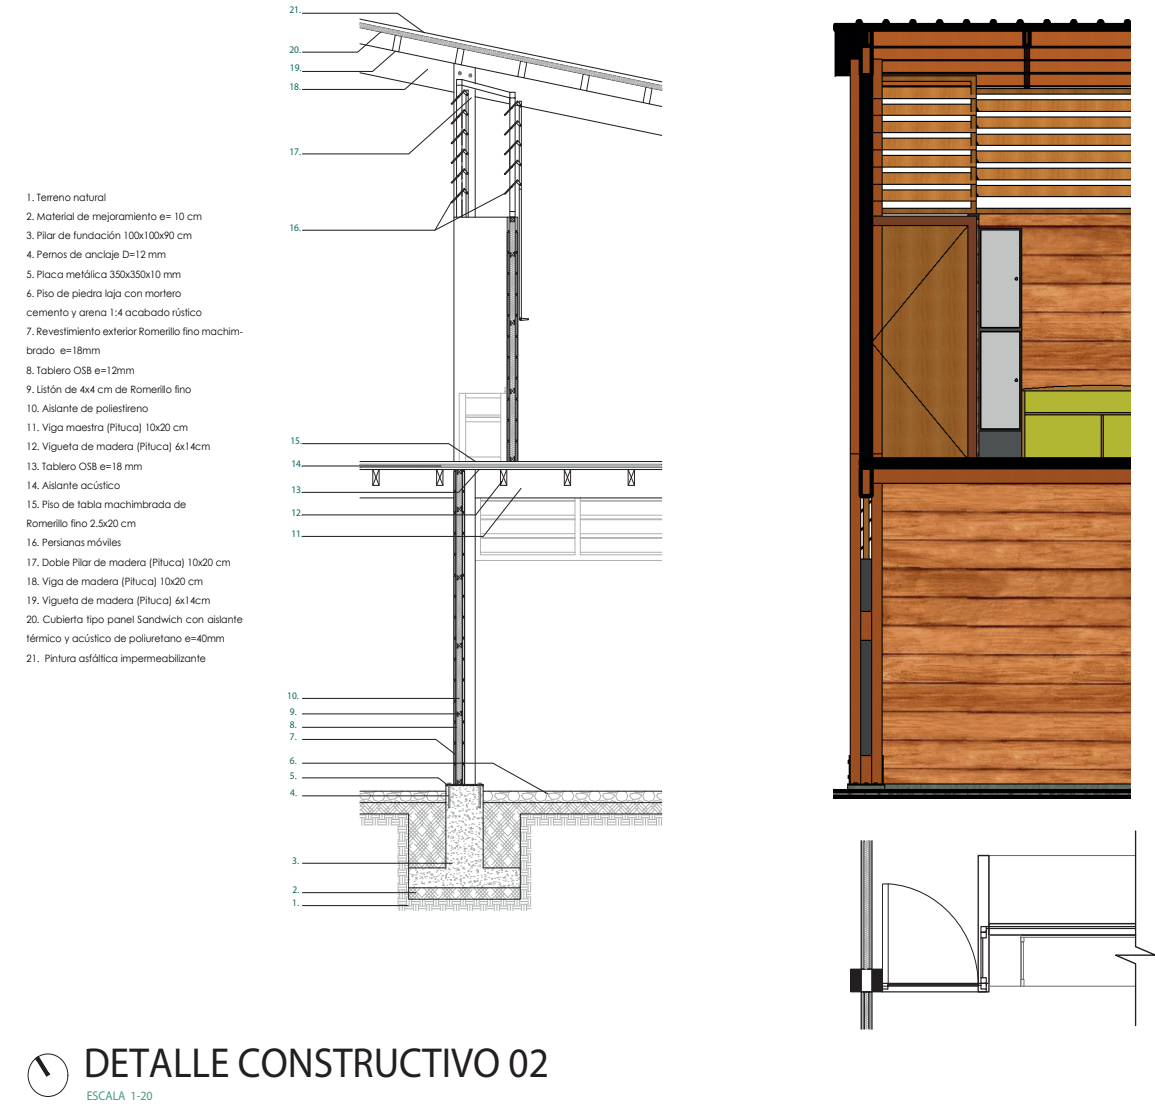 21.
20.
19.
18.
17.
16.
15.
14.
13.
12.
11.
10.
9.
8.
7.
6.
5.
4.
3.
2.
1.
1. Terreno natural
2. Material de mejoramiento e= 10 cm
3. Pilar de fundación 100x100x90 cm
4. Pernos de anclaje D=12 mm
5. Placa metálica 350x350x10 mm
6. Piso de piedra laja con mortero
cemento y arena 1:4 acabado rústico
7. Revestimiento exterior Romerillo fino machim-
brado e=18mm
8. Tablero OSB e=12mm
9. Listón de 4x4 cm de Romerillo fino
10. Aislante de poliestireno
11. Viga maestra (Pituca) 10x20 cm
12. Vigueta de madera (Pituca) 6x14cm
13. Tablero OSB e=18 mm
14. Aislante acústico
15. Piso de tabla machimbrada de
Romerillo fino 2.5x20 cm
16. Persianas móviles
17. Doble Pilar de madera (Pituca) 10x20 cm
18. Viga de madera (Pituca) 10x20 cm
19. Vigueta de madera (Pituca) 6x14cm
20. Cubierta tipo panel Sandwich con aislante
térmico y acústico de poliuretano e=40mm
21. Pintura asfáltica impermeabilizante
DETALLE CONSTRUCTIVO 02
ESCALA 1-20